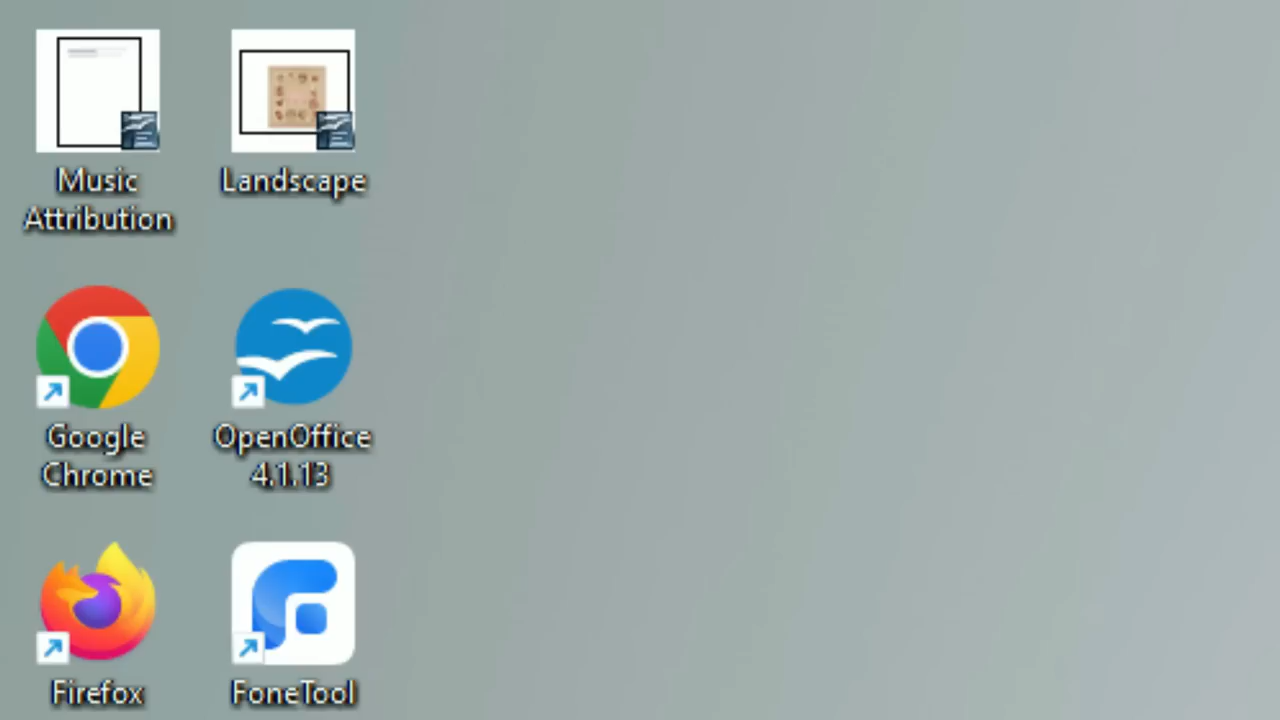 Music
Attribution
Landscape
Google
Chrome
OpenOffice
4.1.13
Firefox
FoneTool